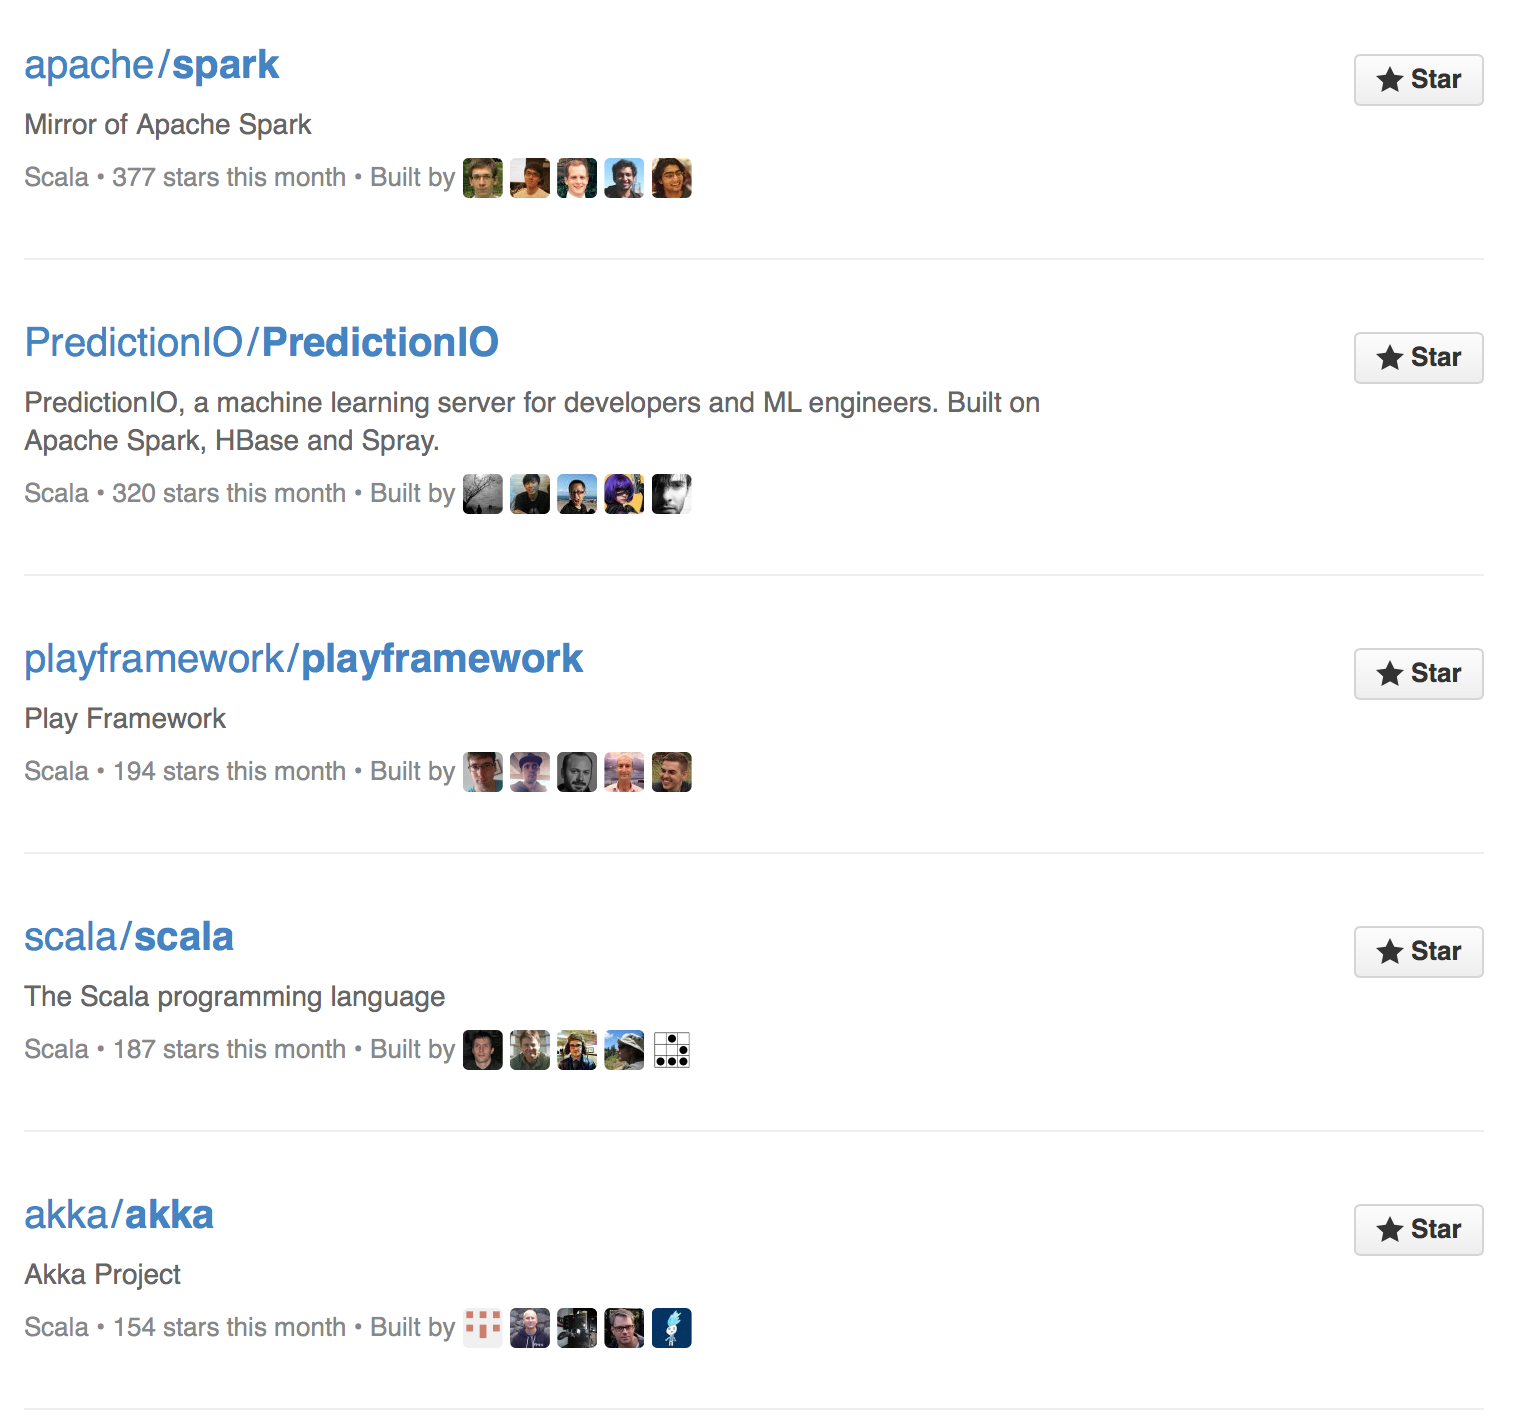 apache/spark
Star
Mirror of Apache Spark
Scala • 377 stars this month • Built by
PredictionIO/PredictionIO
Star
PredictionIO, a machine learning server for developers and ML engineers. Built on
Apache Spark, HBase and Spray.
Scala • 320 stars this month • Built by
playframework/playframework
Star
Play Framework
Scala • 194 stars this month • Built by
scala/scala
Star
The Scala programming language
Scala • 187 stars this month • Built by
akka/akka
Star
Akka Project
Scala • 154 stars this month • Built by